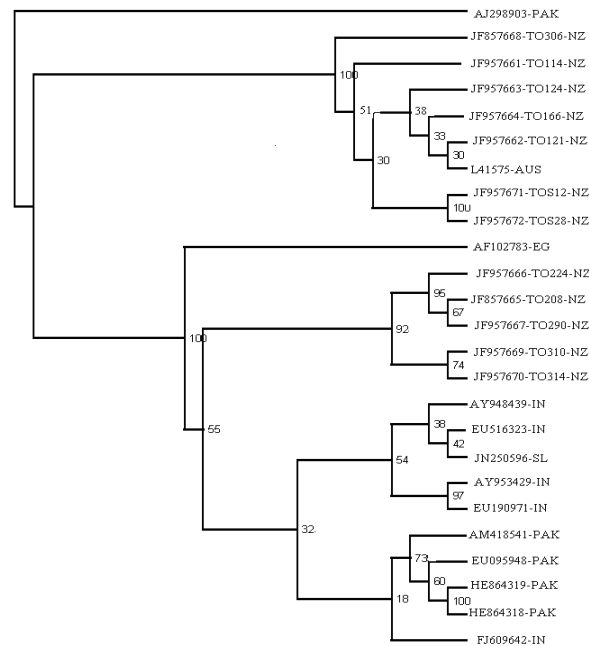 AJ298903-PAK
JF857668-TO306-NZ
JF957661-TO114-NZ
100
JF957663-TO124-NZ
51
38
JF957664-TO166-NZ
33
JF957662-TO121-NZ
30
30
L41575-AUS
JF957671-TOS12-NZ
10u
JF957672-TOS28-NZ
AF102783-EG
JF957666-TO224-NZ
95
JF857665-TO208-NZ
67
JF957667-TO290-NZ
92
100
JF957669-TO310-NZ
74
JF957670-TO314-NZ
AY948439-IN
38
EU516323-IN
55
42
JN250596-SL
54
AY953429-IN
97
EU190971-IN
32
AM418541-PAK
73
EU095948-PAK
60
HE864319-PAK
18
100
HE864318-PAK
FJ609642-IN